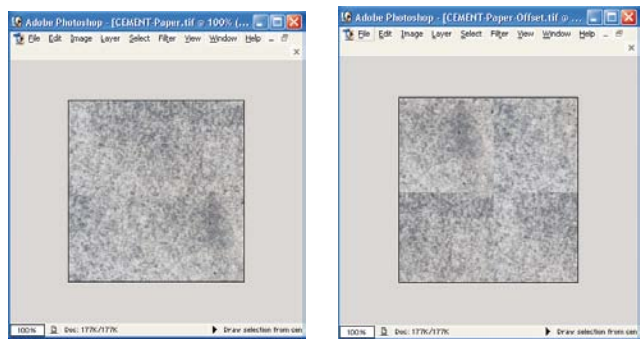 Adobe Photoshop - [CEMENT-Paper.tif @ 100% (...
File Edit Image Layer Select Filter View Window Help
100% Doc: 177K/177K Draw selection from cen
Adobe Photoshop - [CEMENT-Paper-Offset.tif @ ...
File Edit Image Layer Select Filter View Window Help
100% Doc: 177K/177K Draw selection from cen